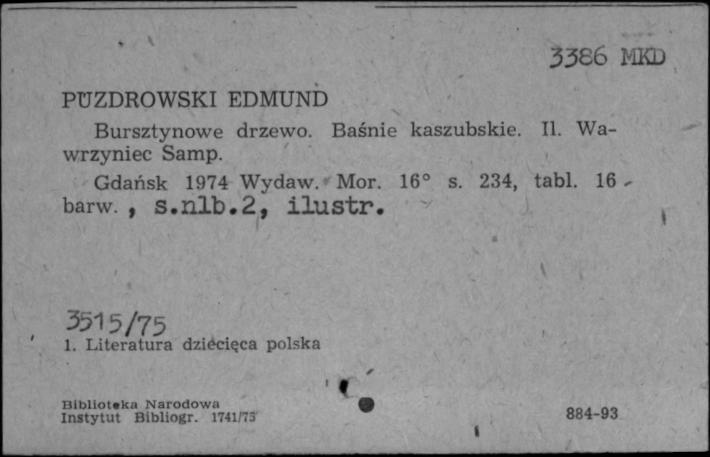 3386 MKD
PUZDROWSKI EDMUND
Bursztynowe drzewo. Baśnie kaszubskie. Il. Wa-
wrzyniec Samp.
Gdańsk 1974 Wydaw. Mor. 16° s. 234, tabl. 16
barw. , s.nlb.2, ilustr.
3515/75
1. Literatura dziecięca polska
Biblioteka Narodowa
Instytut Bibliogr. 1741/75
884-93